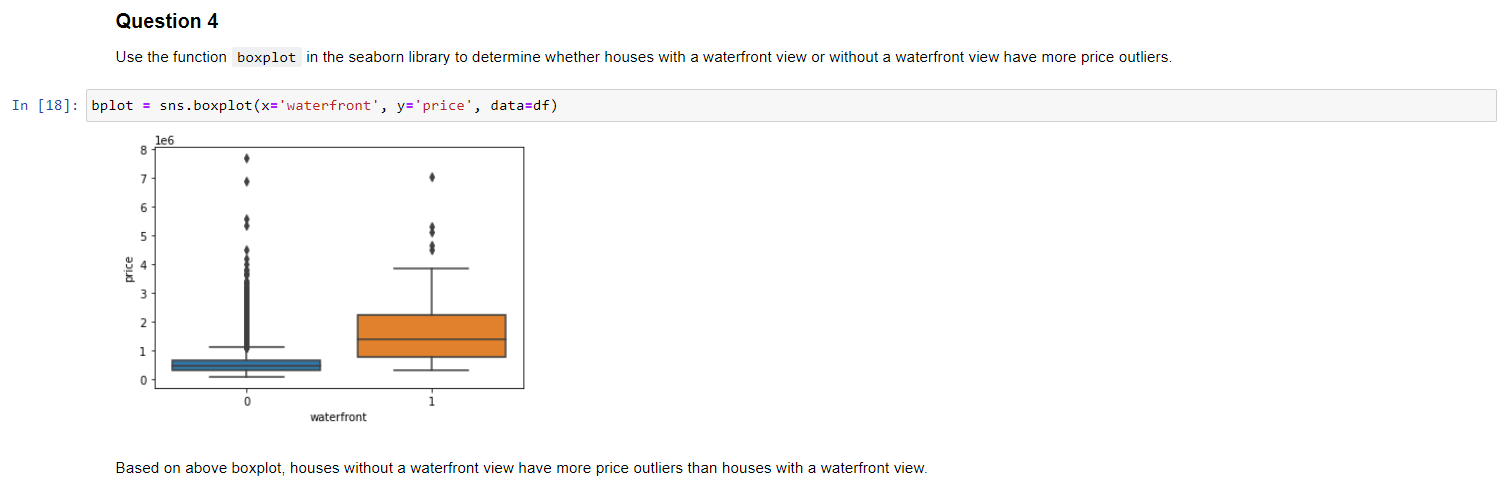 Question 4
Use the function boxplot in the seaborn library to determine whether houses with a waterfront view or without a waterfront view have more price outliers.
In [18]: bplot = sns.boxplot(x='waterfront', y='price', data=df)
1e6
8
7
6
5
4
3
2
1
0
price
0 1
waterfront
Based on above boxplot, houses without a waterfront view have more price outliers than houses with a waterfront view.